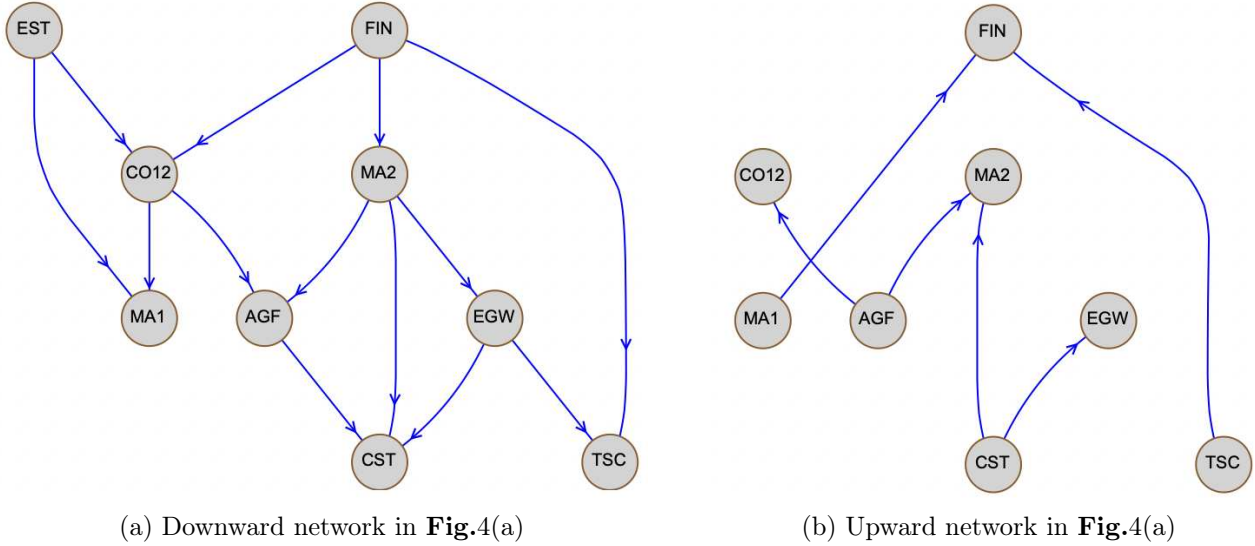 EST
FIN
CO12
MA2
MA1
AGF
EGW
CST
TSC
FIN
CO12
MA2
MA1
AGF
EGW
CST
TSC
(a) Downward network in Fig.4(a)
(b) Upward network in Fig.4(a)